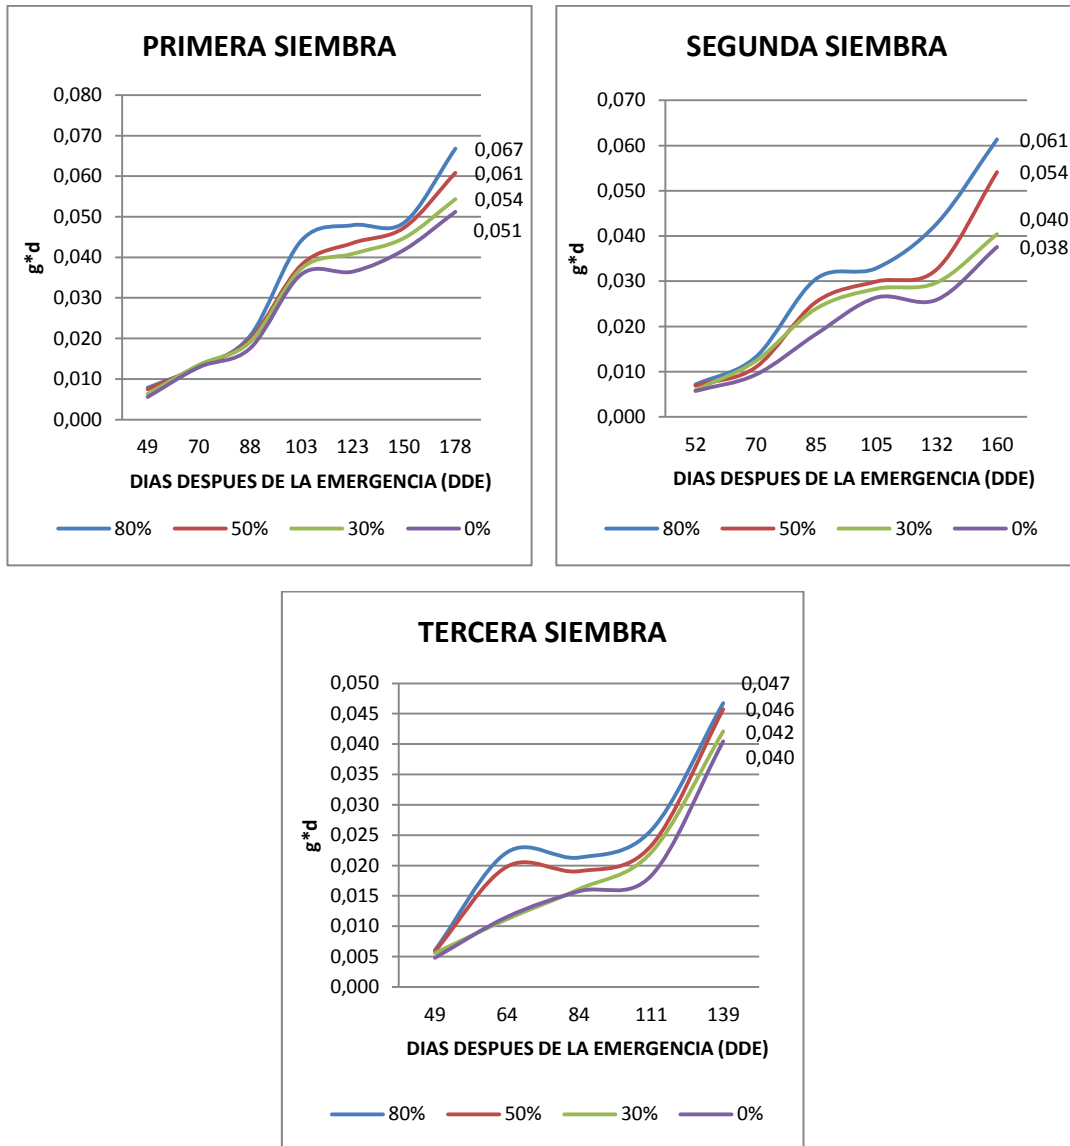 PRIMERA SIEMBRA
g*d
0,080
0,070
0,060
0,050
0,040
0,030
0,020
0,010
0,000
0,067
0,061
0,054
0,051
49 70 88 103 123 150 178
DIAS DESPUES DE LA EMERGENCIA (DDE)
80% 50% 30% 0%
SEGUNDA SIEMBRA
g*d
0,070
0,060
0,050
0,040
0,030
0,020
0,010
0,000
0,061
0,054
0,040
0,038
52 70 85 105 132 160
DIAS DESPUES DE LA EMERGENCIA (DDE)
80% 50% 30% 0%
TERCERA SIEMBRA
g*d
0,050
0,045
0,040
0,035
0,030
0,025
0,020
0,015
0,010
0,005
0,000
0,047
0,046
0,042
0,040
49 64 84 111 139
DIAS DESPUES DE LA EMERGENCIA (DDE)
80% 50% 30% 0%